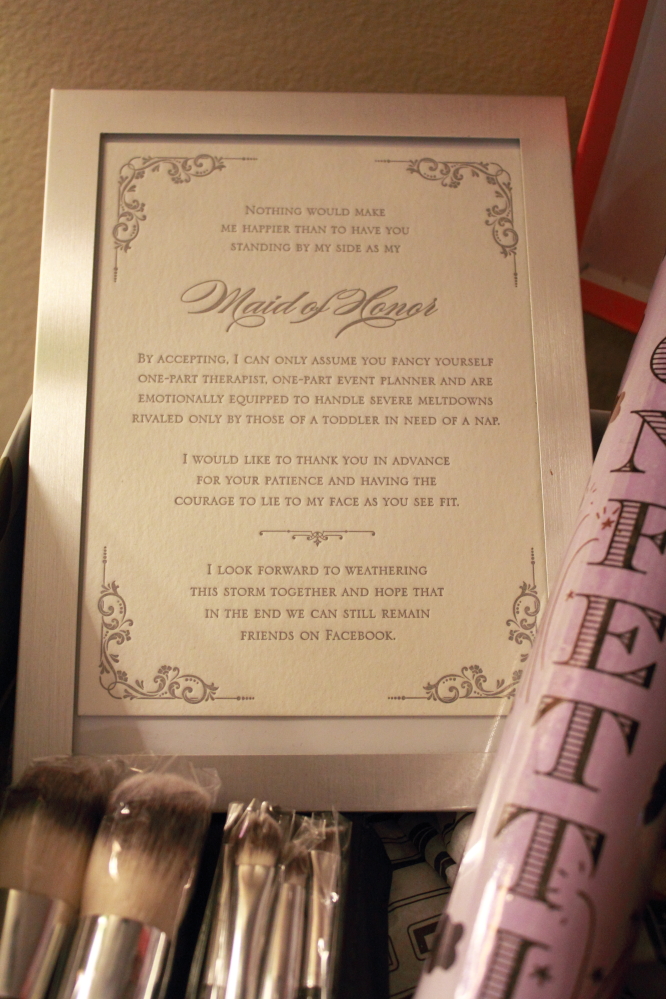 Nothing would make
me happier than to have you
standing by my side as my
Maid of Honor
By accepting, I can only assume you fancy yourself
one-part therapist, one-part event planner and are
emotionally equipped to handle severe meltdowns
rivaled only by those of a toddler in need of a nap.
I would like to thank you in advance
for your patience and having the
courage to lie to my face as you see fit.
I look forward to weathering
this storm together and hope that
in the end we can still remain
friends on Facebook.
ONFETTI